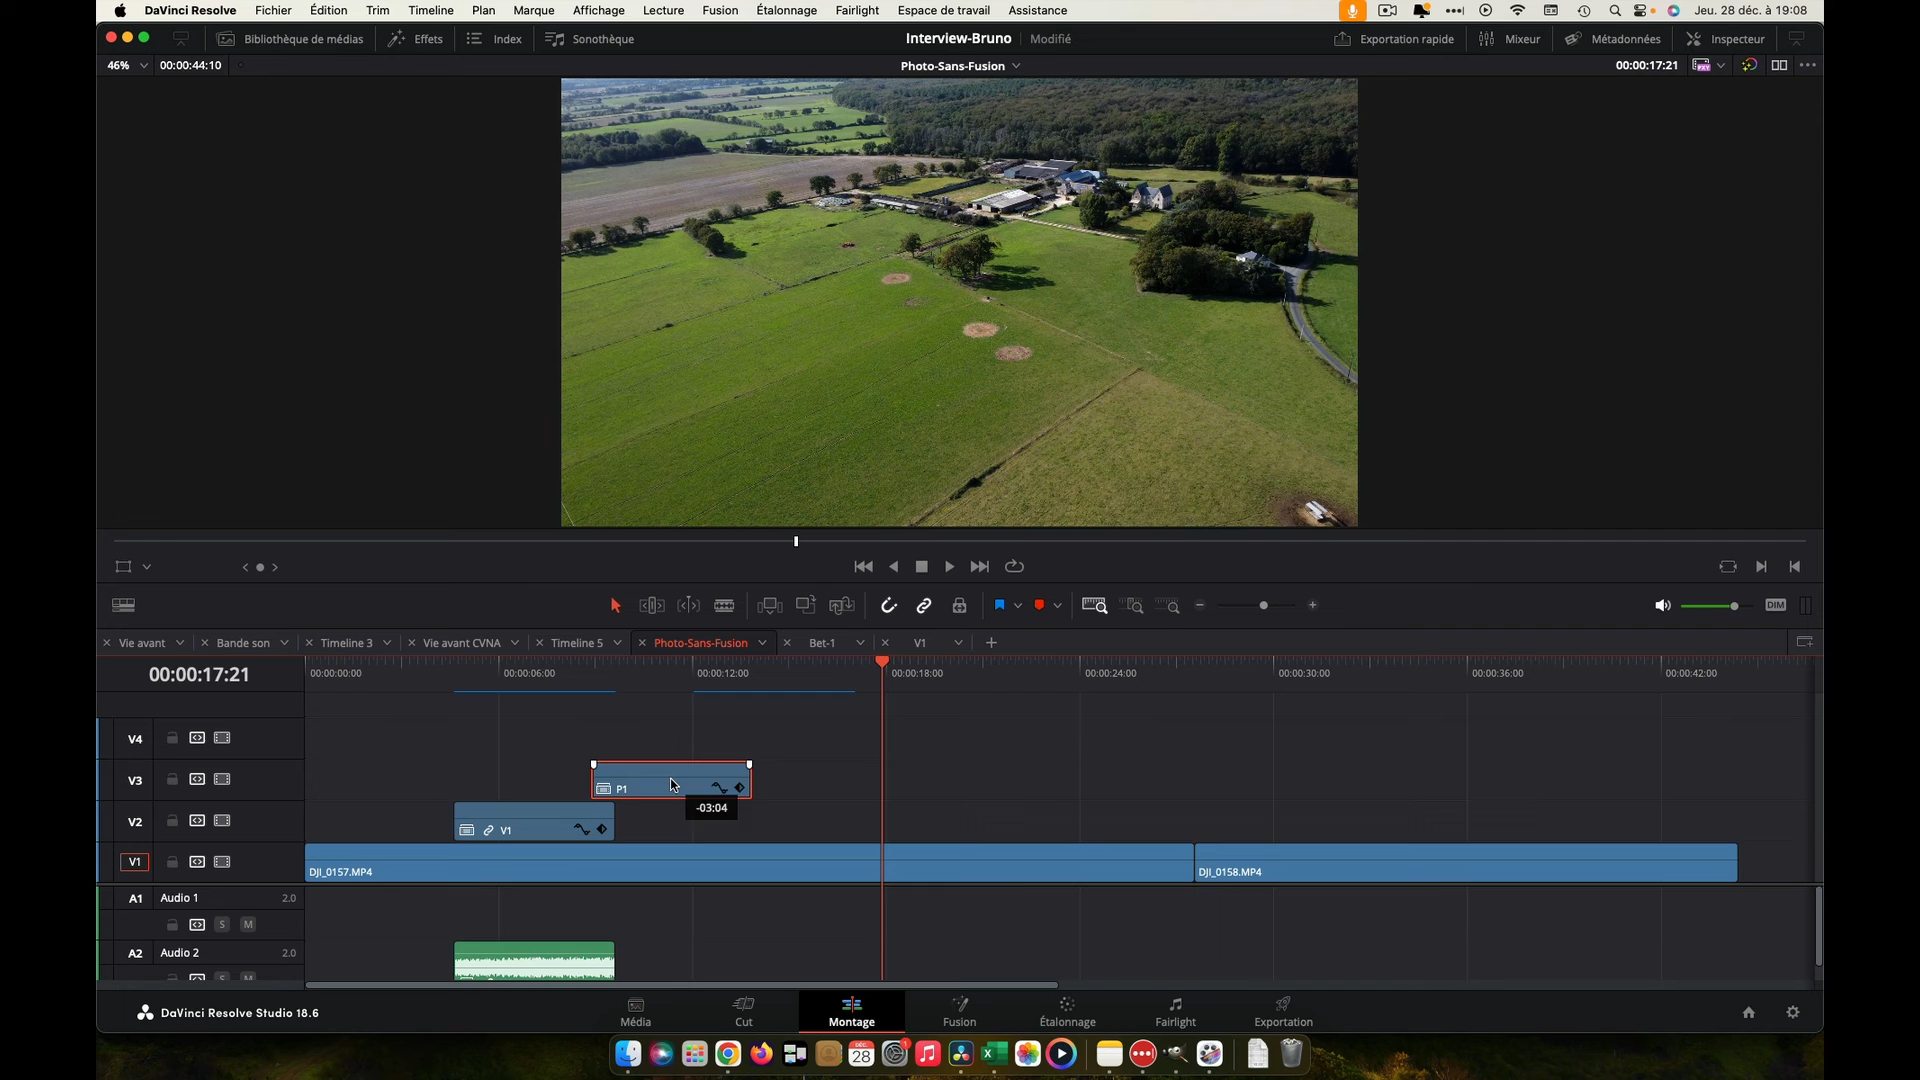 DaVinci Resolve Fichier Édition Trim Timeline Plan Marque Affichage Lecture Fusion Étalonnage Fairlight Espace de travail Assistance Jeu. 28 déc. à 19:08
Bibliothèque de médias Effets Index Sonothèque Interview-Bruno Modifié Exportation rapide Mixeur Métadonnées Inspecteur
46% 00:00:44:10 Photo-Sans-Fusion 00:00:17:21
DIM
Vie avant Bande son Timeline 3 Vie avant CVNA Timeline 5 Photo-Sans-Fusion Bet-1 V1
00:00:17:21 00:00:00:00 00:00:06:00 00:00:12:00 00:00:18:00 00:00:24:00 00:00:30:00 00:00:36:00 00:00:42:00
V4
V3 P1
-03:04
V2 V1
V1
DJI_0157.MP4 DJI_0158.MP4
A1 Audio 1 2.0
S M
A2 Audio 2 2.0
DaVinci Resolve Studio 18.6 Média Cut Montage Fusion Étalonnage Fairlight Exportation
DÉC.
28
1